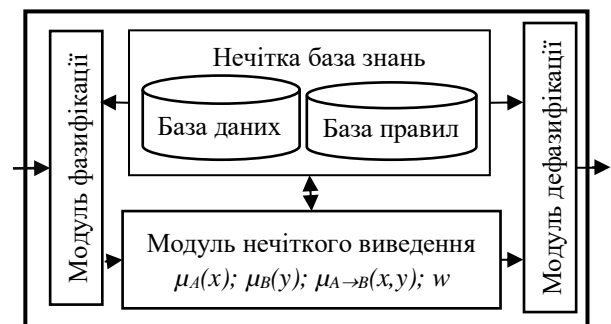 Модуль фазифікації
Нечітка база знань
База даних
База правил
Модуль нечіткого виведення
μA(x); μB(y); μA→B(x,y); w
Модуль дефазифікації